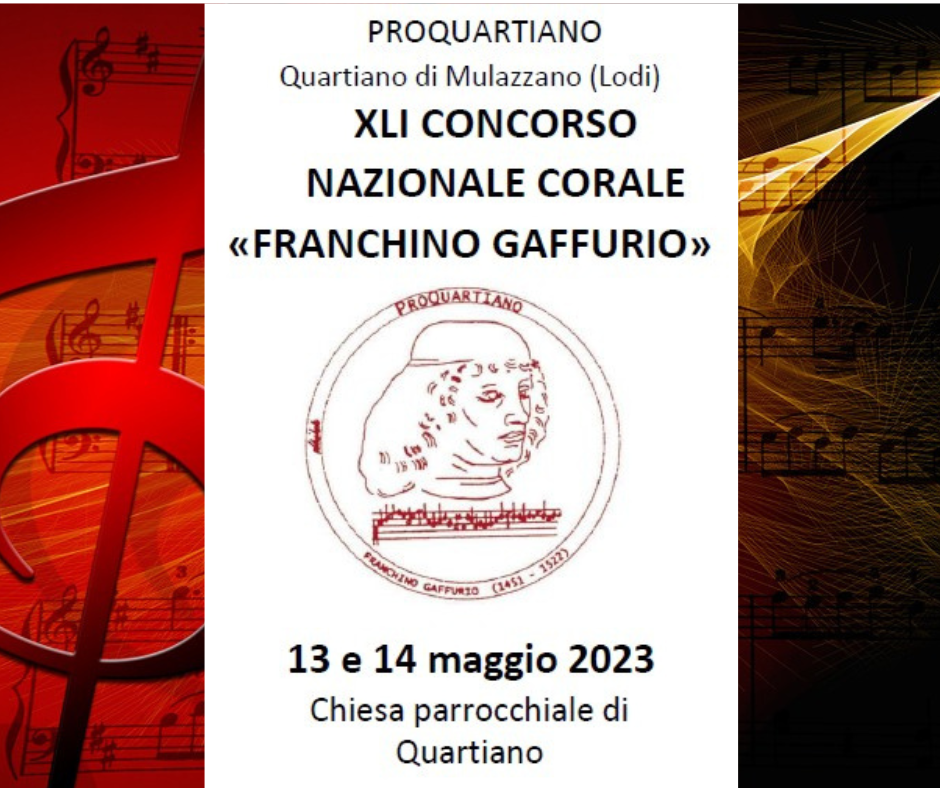 PROQUARTIANO
Quartiano di Mulazzano (Lodi)
XLI CONCORSO
NAZIONALE CORALE
«FRANCHINO GAFFURIO»
PROQUARTIANO
FRANCHINO GAFFURIO (1451 - 1522)
13 e 14 maggio 2023
Chiesa parrocchiale di
Quartiano